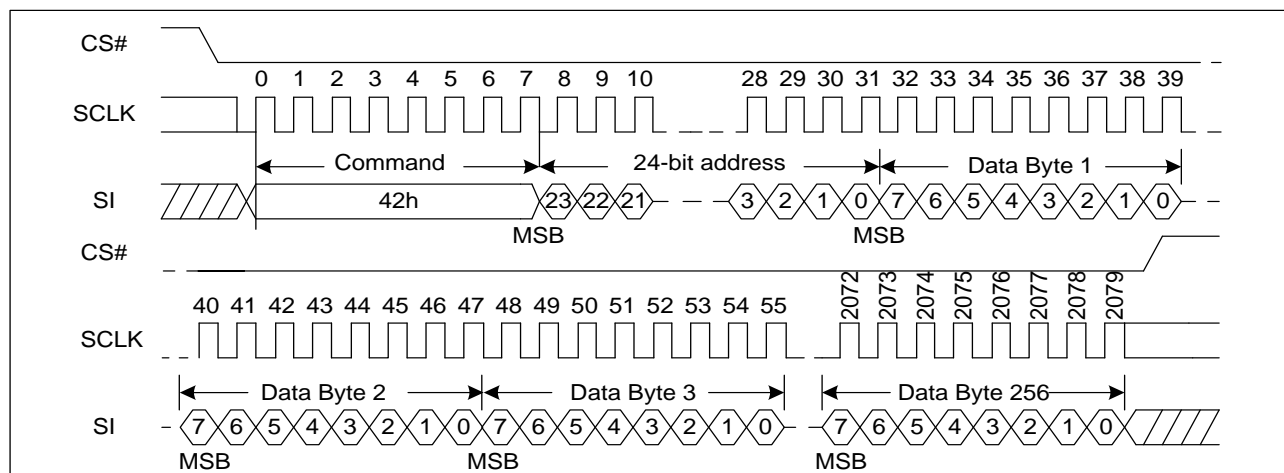 CS#
0 1 2 3 4 5 6 7 8 9 10 28 29 30 31 32 33 34 35 36 37 38 39
SCLK
Command 24-bit address Data Byte 1
SI 42h 23 22 21 3 2 1 0 7 6 5 4 3 2 1 0
MSB MSB
CS#
40 41 42 43 44 45 46 47 48 49 50 51 52 53 54 55 2072 2073 2074 2075 2076 2077 2078 2079
SCLK
Data Byte 2 Data Byte 3 Data Byte 256
SI 7 6 5 4 3 2 1 0 7 6 5 4 3 2 1 0 7 6 5 4 3 2 1 0
MSB MSB MSB